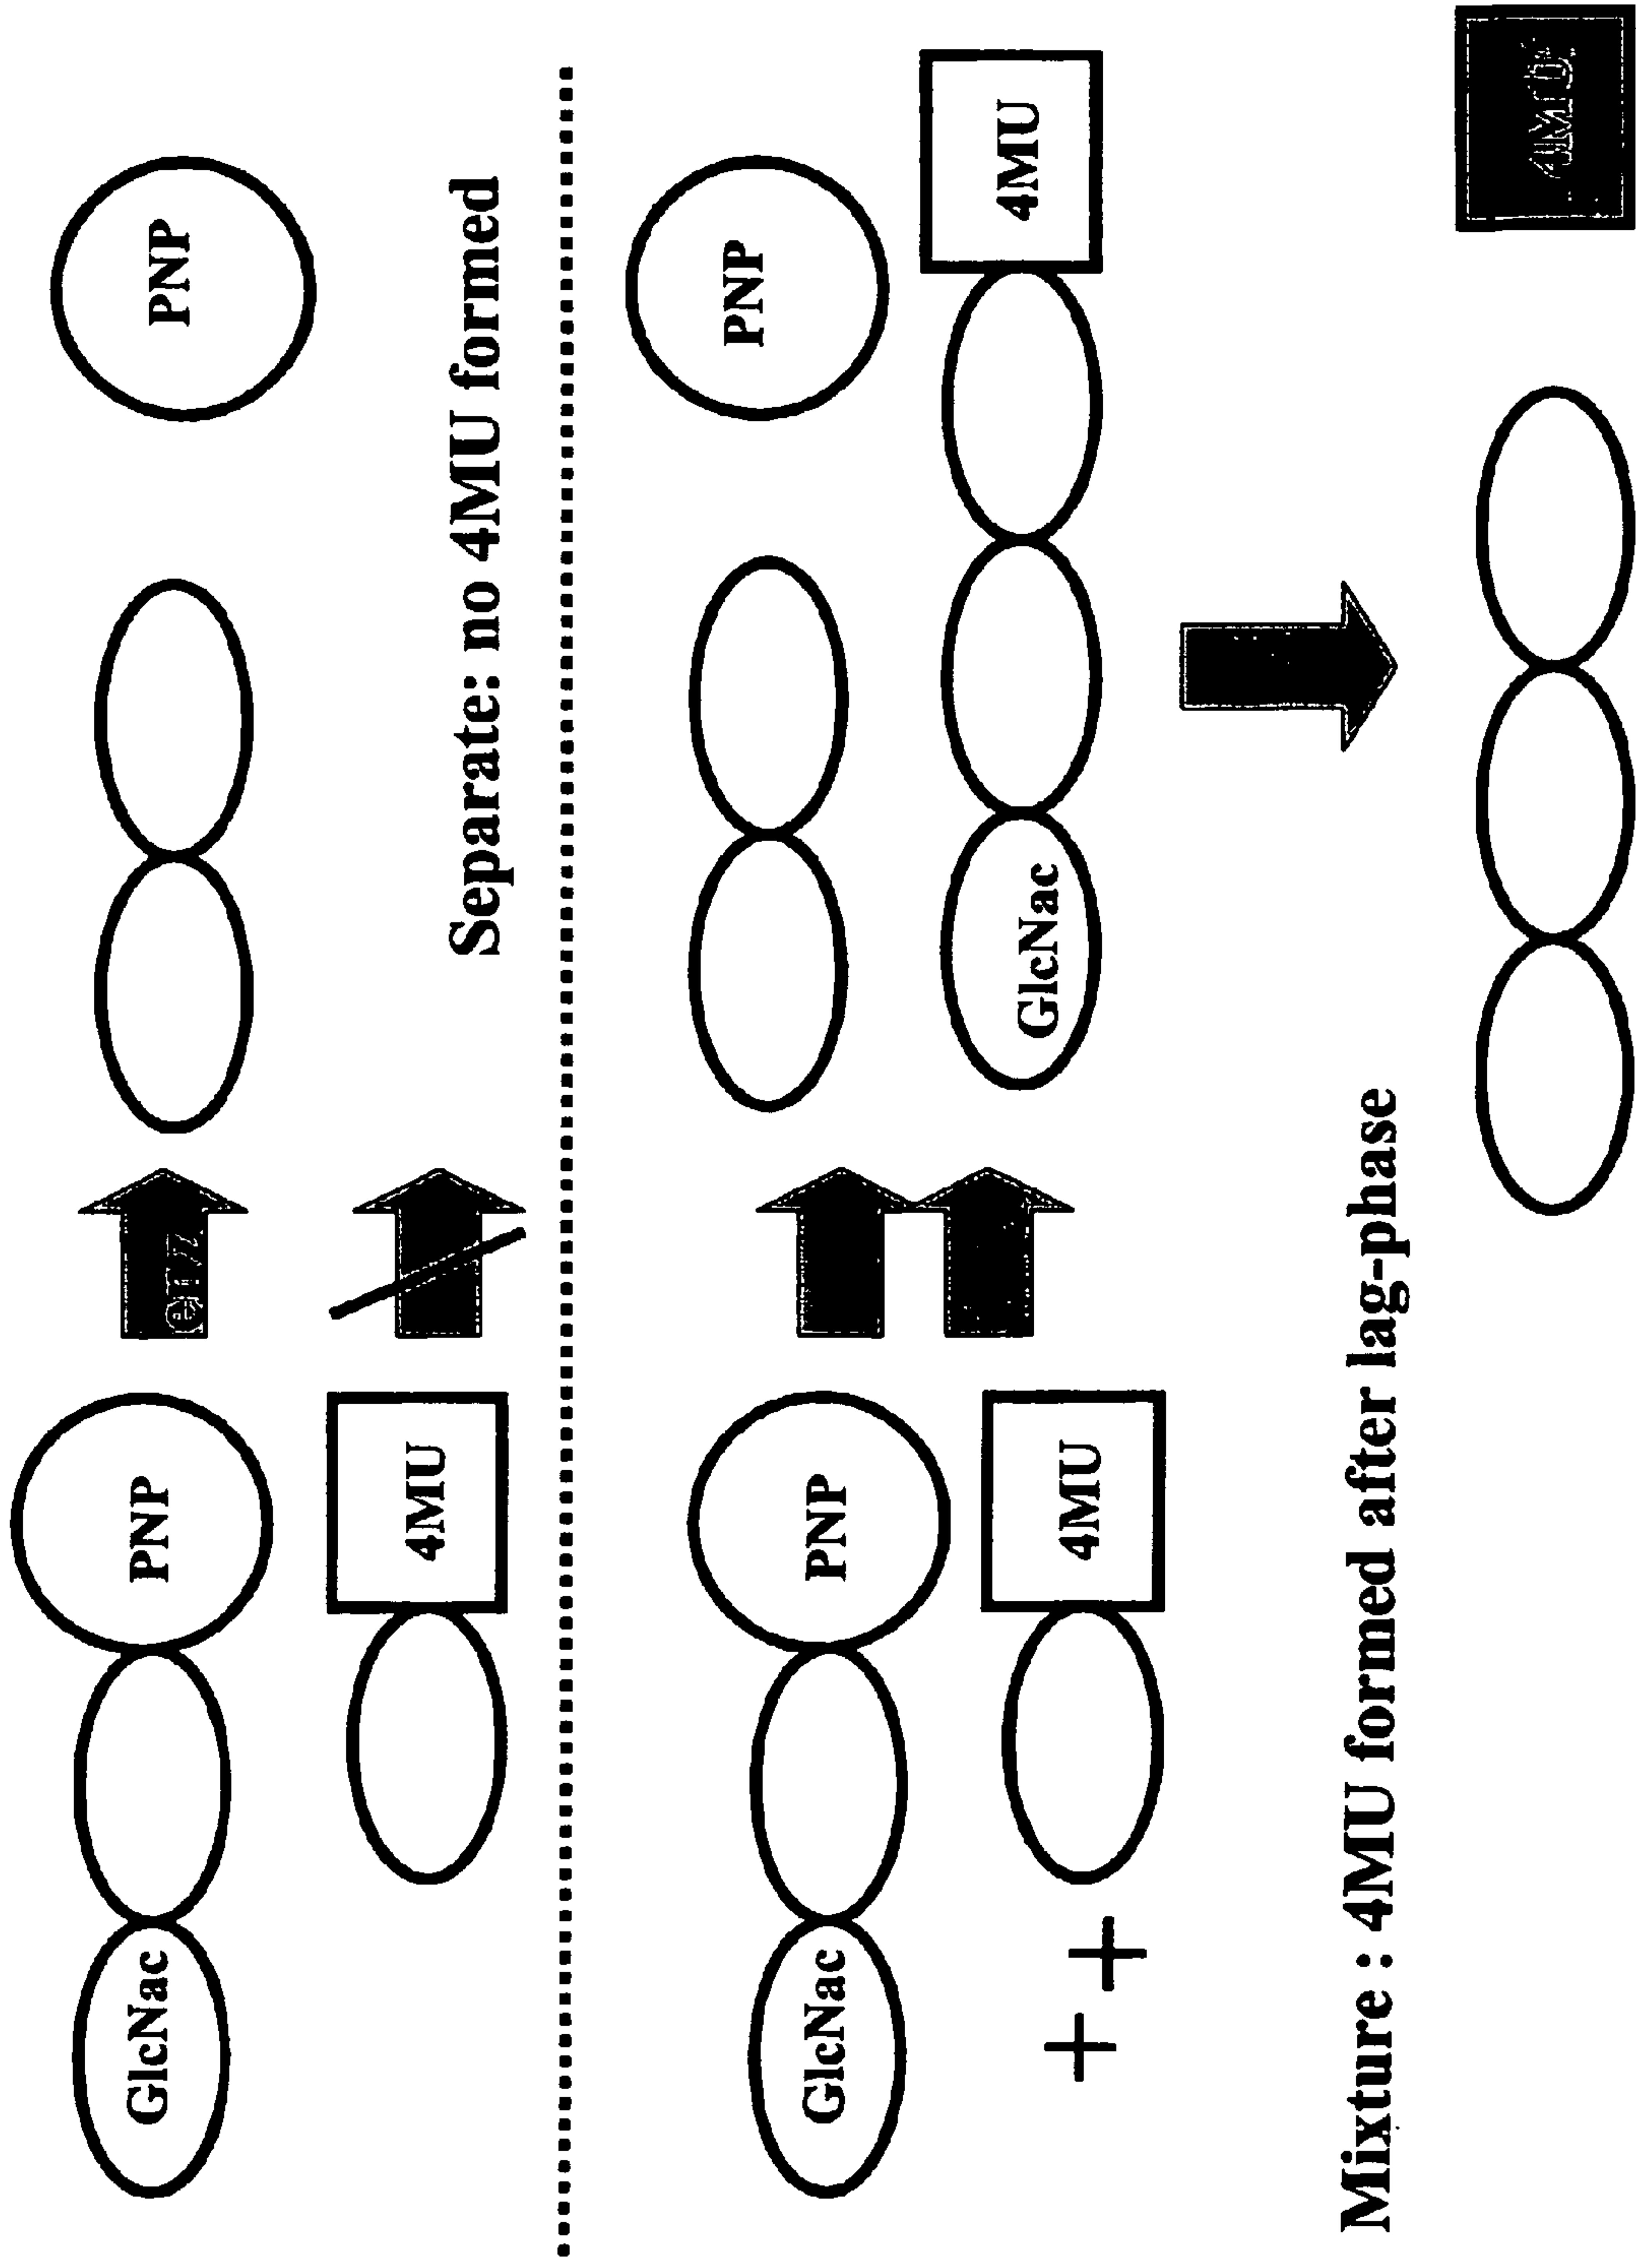 GlcNac
PNP
PNP
4MU
Separate: no 4MU formed
GlcNac
PNP
PNP
4MU
GlcNac
4MU
+ +
Mixture : 4MU formed after lag-phase
4MU